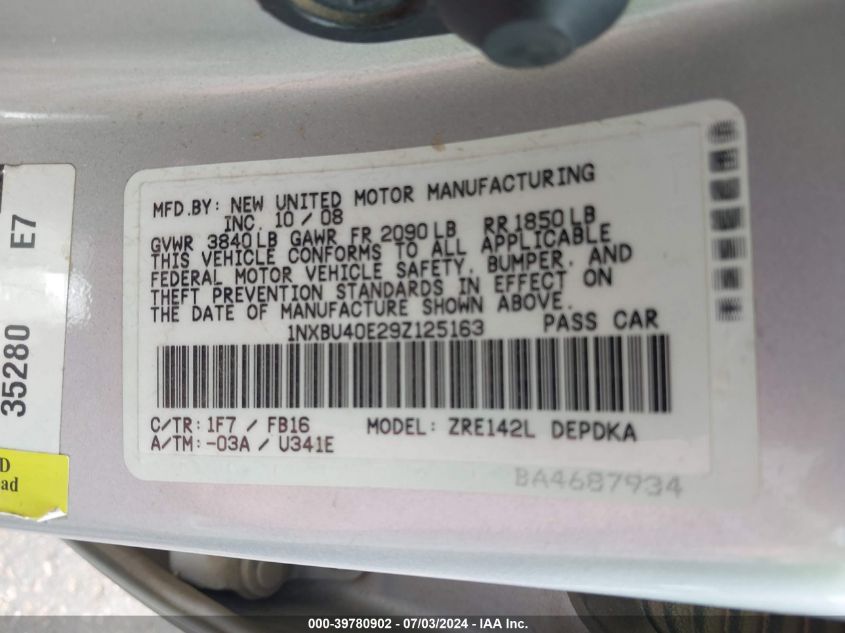 MFD.BY: NEW UNITED MOTOR MANUFACTURING
INC. 10 / 08
GVWR 3840 LB GAWR FR 2090 LB RR 1850 LB
THIS VEHICLE CONFORMS TO ALL APPLICABLE
FEDERAL MOTOR VEHICLE SAFETY, BUMPER, AND
THEFT PREVENTION STANDARDS IN EFFECT ON
THE DATE OF MANUFACTURE SHOWN ABOVE.
1NXBU40E29Z125163 PASS CAR
C/TR: 1F7 / FB16 MODEL: ZRE142L DEPDKA
A/TM: -03A / U341E
BA4687934
35280 E7
D
ad
000-39780902 - 07/03/2024 - IAA Inc.